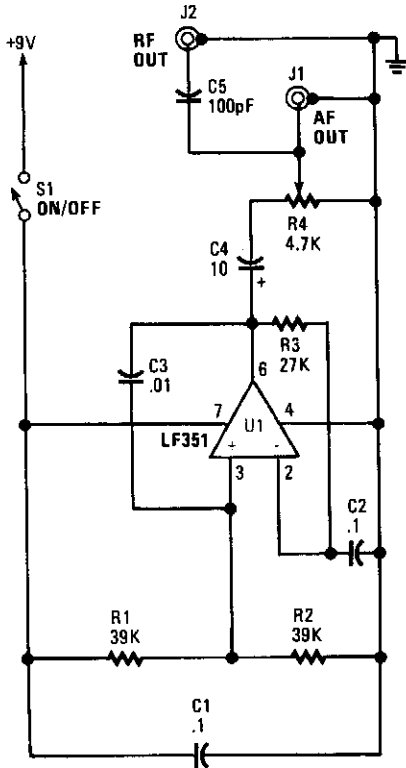 J2
+9V
RF
OUT
J1
C5
100pF
AF
OUT
S1
ON/OFF
R4
4.7K
C4
10
+
R3
27K
C3
.01
6
7
4
LF351
U1
+
-
3
2
C2
.1
R1
39K
R2
39K
C1
.1